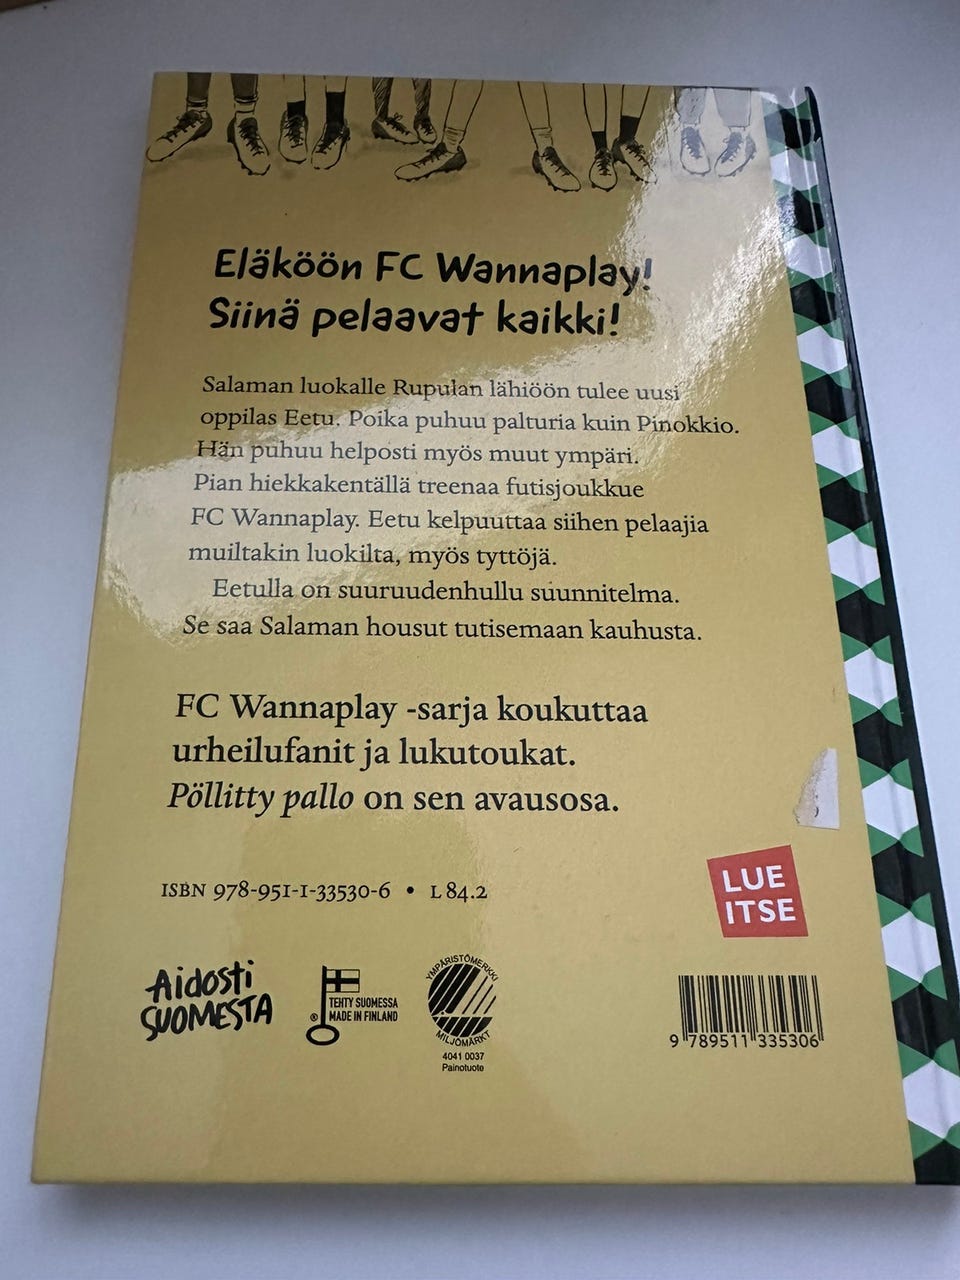 Eläköön FC Wannaplay!
Siinä pelaavat kaikki!
Salaman luokalle Rupulan lähiöön tulee uusi
oppilas Eetu. Poika puhuu palturia kuin Pinokkio.
Hän puhuu helposti myös muut ympäri.
Pian hiekkakentällä treenaa futisjoukkue
FC Wannaplay. Eetu kelpuuttaa siihen pelaajia
muiltakin luokilta, myös tyttöjä.
Eetulla on suuruudenhullu suunnitelma.
Se saa Salaman housut tutisemaan kauhusta.
FC Wannaplay -sarja koukuttaa
urheilufanit ja lukutoukat.
Pöllitty pallo on sen avausosa.
ISBN 978-951-1-33530-6 • L 84.2
LUE
ITSE
Aidosti
SUOMESTA
® TEHTY SUOMESSA
MADE IN FINLAND
YMPÄRISTÖMERKKI
MILJÖMÄRKT
4041 0037
Painotuote
9 789511 335306